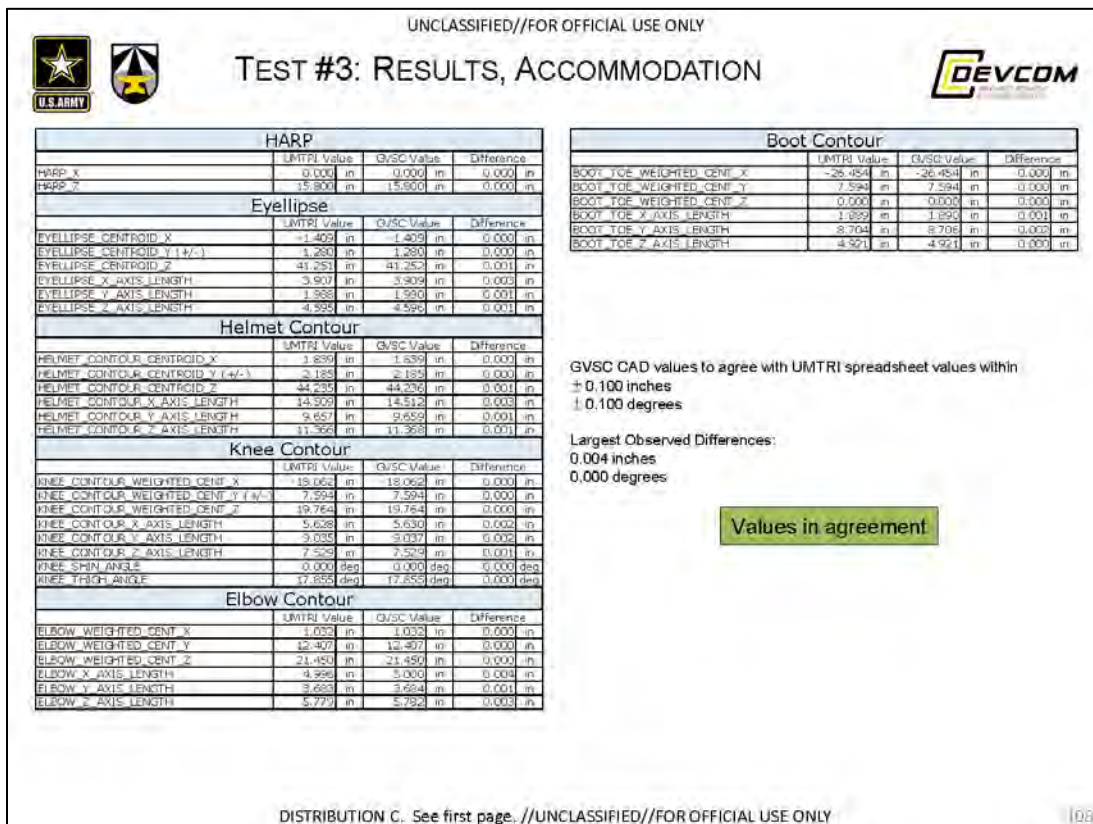 UNCLASSIFIED//FOR OFFICIAL USE ONLY
U.S.ARMY
TEST #3: RESULTS, ACCOMMODATION
DEVCOM
HARP
UMTRI Value GVSC Value Difference
HARP_X 0.000 in 0.000 in 0.000 in
HARP_Z 15.800 in 15.800 in 0.000 in
Eyellipse
UMTRI Value GVSC Value Difference
EYELLIPSE_CENTROID_X -1.409 in -1.409 in 0.000 in
EYELLIPSE_CENTROID_Y (+/-) 1.280 in 1.280 in 0.000 in
EYELLIPSE_CENTROID_Z 41.251 in 41.252 in 0.001 in
EYELLIPSE_X_AXIS_LENGTH 3.907 in 3.909 in 0.003 in
EYELLIPSE_Y_AXIS_LENGTH 1.988 in 1.990 in 0.001 in
EYELLIPSE_Z_AXIS_LENGTH 4.595 in 4.596 in 0.001 in
Helmet Contour
UMTRI Value GVSC Value Difference
HELMET_CONTOUR_CENTROID_X 1.839 in 1.839 in 0.000 in
HELMET_CONTOUR_CENTROID_Y (+/-) 2.185 in 2.185 in 0.000 in
HELMET_CONTOUR_CENTROID_Z 44.235 in 44.236 in 0.001 in
HELMET_CONTOUR_X_AXIS_LENGTH 14.509 in 14.512 in 0.003 in
HELMET_CONTOUR_Y_AXIS_LENGTH 9.657 in 9.659 in 0.001 in
HELMET_CONTOUR_Z_AXIS_LENGTH 11.366 in 11.368 in 0.001 in
Knee Contour
UMTRI Value GVSC Value Difference
KNEE_CONTOUR_WEIGHTED_CENT_X -18.062 in -18.062 in 0.000 in
KNEE_CONTOUR_WEIGHTED_CENT_Y (+/-) 7.594 in 7.594 in 0.000 in
KNEE_CONTOUR_WEIGHTED_CENT_Z 19.764 in 19.764 in 0.000 in
KNEE_CONTOUR_X_AXIS_LENGTH 5.628 in 5.630 in 0.002 in
KNEE_CONTOUR_Y_AXIS_LENGTH 9.035 in 9.037 in 0.002 in
KNEE_CONTOUR_Z_AXIS_LENGTH 7.529 in 7.529 in 0.001 in
KNEE_SHIN_ANGLE 0.000 deg 0.000 deg 0.000 deg
KNEE_THIGH_ANGLE 17.855 deg 17.855 deg 0.000 deg
Elbow Contour
UMTRI Value GVSC Value Difference
ELBOW_WEIGHTED_CENT_X 1.032 in 1.032 in 0.000 in
ELBOW_WEIGHTED_CENT_Y 12.407 in 12.407 in 0.000 in
ELBOW_WEIGHTED_CENT_Z 21.450 in 21.450 in 0.000 in
ELBOW_X_AXIS_LENGTH 4.996 in 5.000 in 0.004 in
ELBOW_Y_AXIS_LENGTH 3.683 in 3.684 in 0.001 in
ELBOW_Z_AXIS_LENGTH 5.779 in 5.782 in 0.003 in
Boot Contour
UMTRI Value GVSC Value Difference
BOOT_TOE_WEIGHTED_CENT_X -26.454 in -26.454 in 0.000 in
BOOT_TOE_WEIGHTED_CENT_Y 7.594 in 7.594 in 0.000 in
BOOT_TOE_WEIGHTED_CENT_Z 0.000 in 0.000 in 0.000 in
BOOT_TOE_X_AXIS_LENGTH 1.889 in 1.890 in 0.001 in
BOOT_TOE_Y_AXIS_LENGTH 8.704 in 8.706 in 0.002 in
BOOT_TOE_Z_AXIS_LENGTH 4.921 in 4.921 in 0.000 in
GVSC CAD values to agree with UMTRI spreadsheet values within
± 0.100 inches
± 0.100 degrees
Largest Observed Differences:
0.004 inches
0.000 degrees
Values in agreement
DISTRIBUTION C. See first page. //UNCLASSIFIED//FOR OFFICIAL USE ONLY